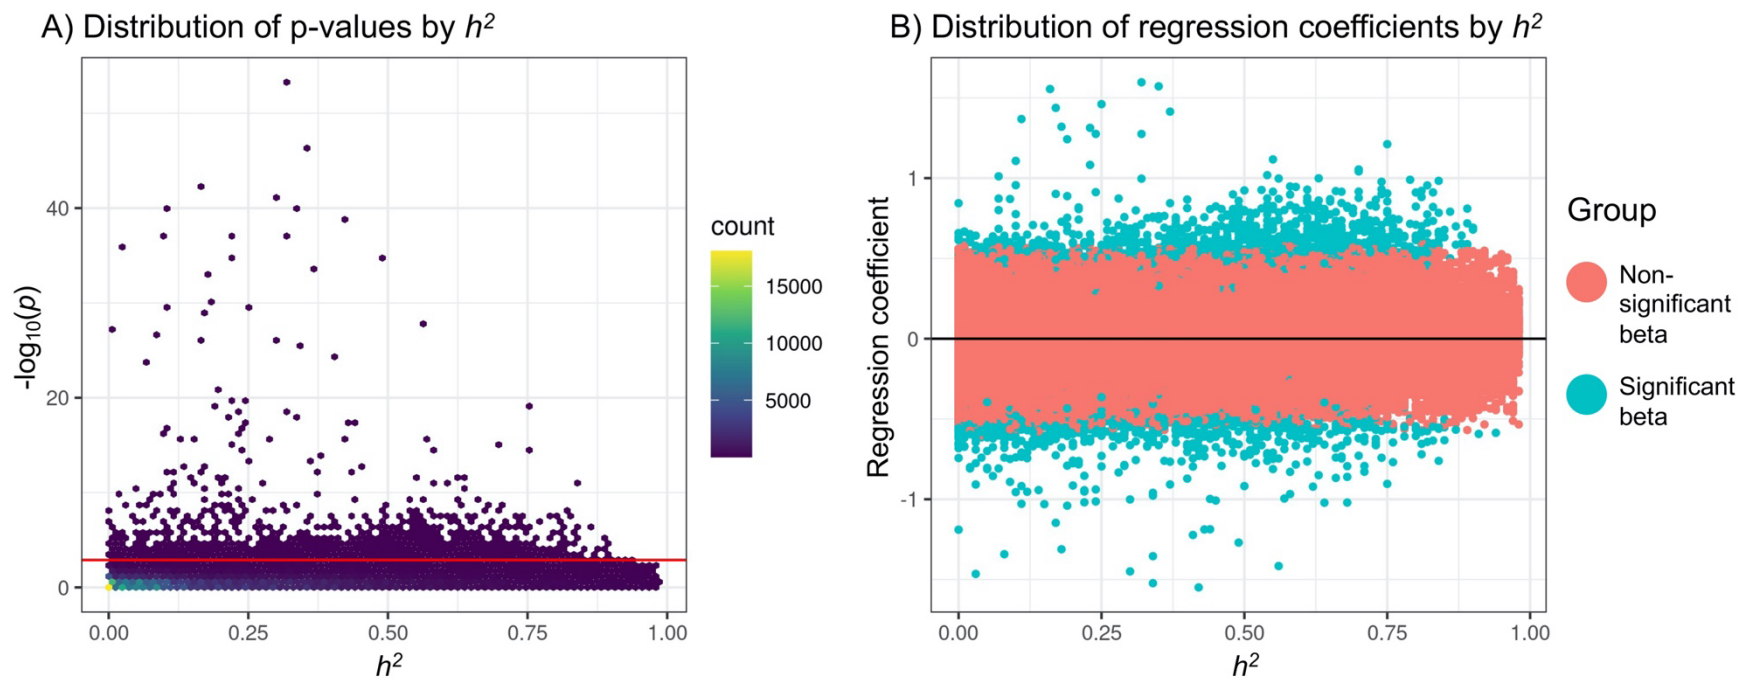 A) Distribution of p-values by h²
-log₁₀(p)
40
20
0
0.00 0.25 0.50 0.75 1.00
h²
count
15000
10000
5000
B) Distribution of regression coefficients by h²
Regression coefficient
1
0
-1
0.00 0.25 0.50 0.75 1.00
h²
Group
Non-
significant
beta
Significant
beta